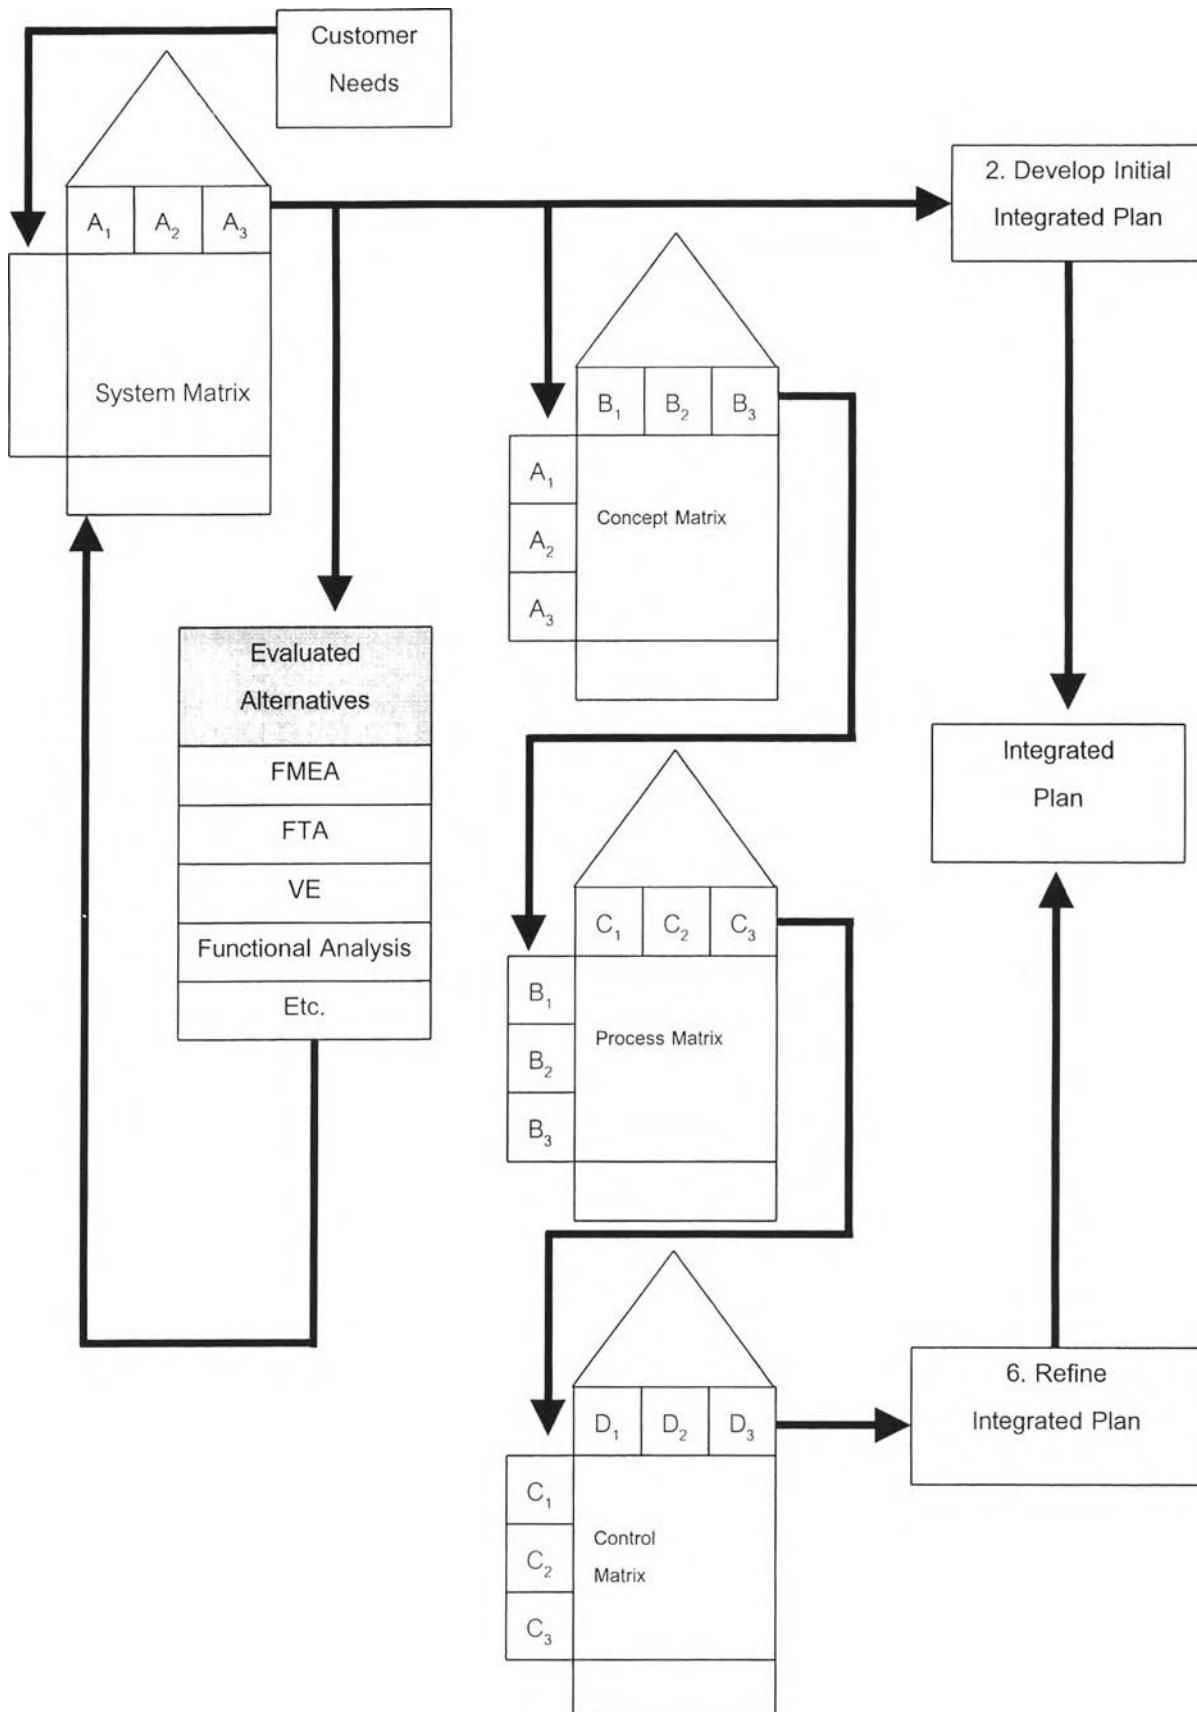 Customer
Needs
2. Develop Initial
Integrated Plan
A1 A2 A3
System Matrix
B1 B2 B3
A1
A2
A3
Concept Matrix
Evaluated
Alternatives
FMEA
FTA
VE
Functional Analysis
Etc.
Integrated
Plan
C1 C2 C3
B1
B2
B3
Process Matrix
6. Refine
Integrated Plan
D1 D2 D3
C1
C2
C3
Control
Matrix